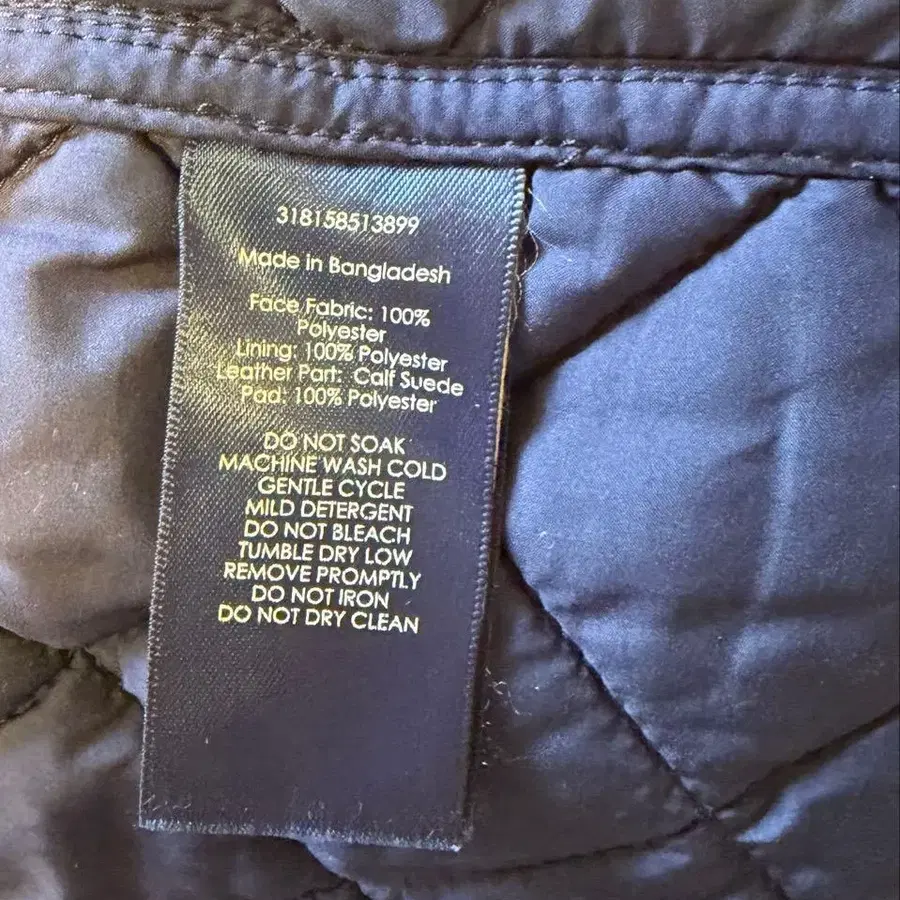 318158513899
Made in Bangladesh
Face Fabric: 100%
Polyester
Lining: 100% Polyester
Leather Part: Calf Suede
Pad: 100% Polyester
DO NOT SOAK
MACHINE WASH COLD
GENTLE CYCLE
MILD DETERGENT
DO NOT BLEACH
TUMBLE DRY LOW
REMOVE PROMPTLY
DO NOT IRON
DO NOT DRY CLEAN